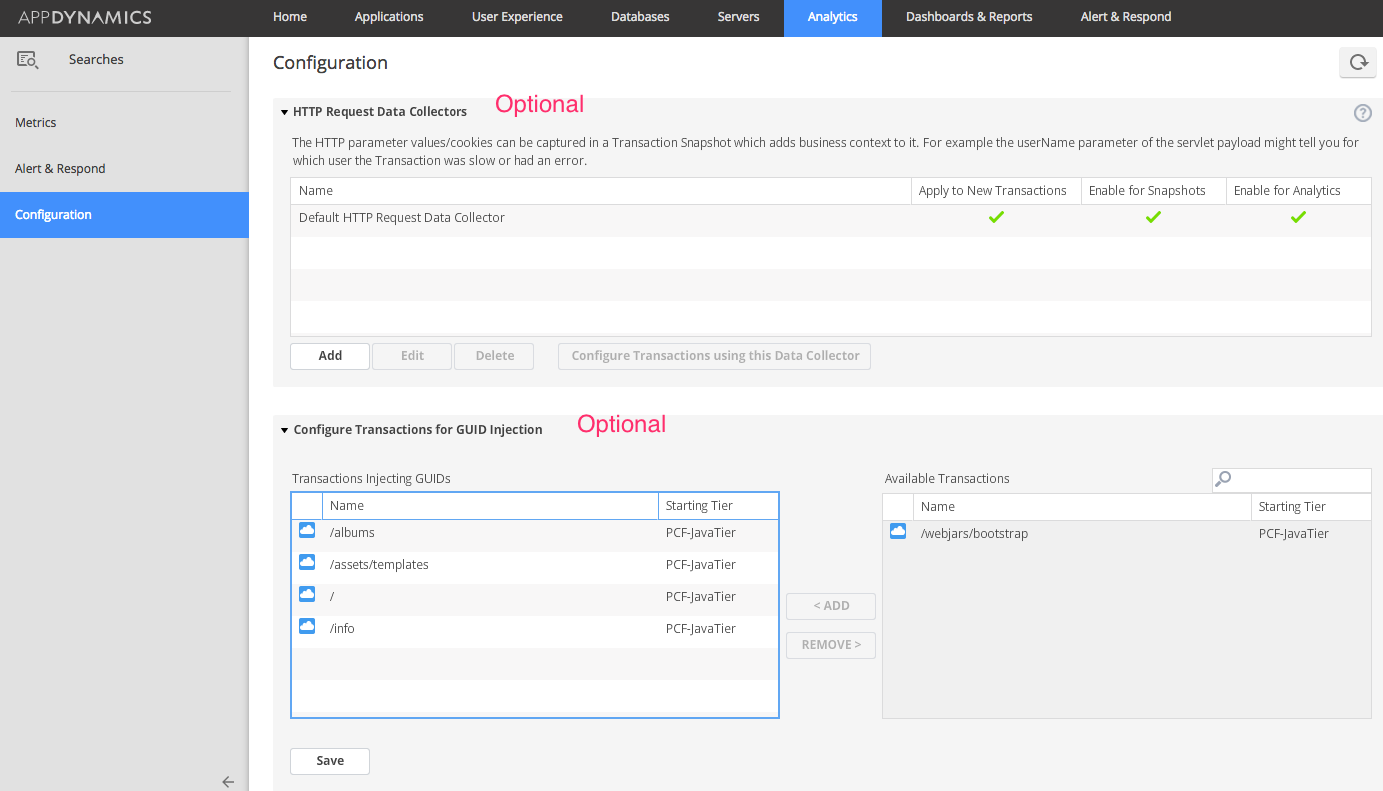 APPDYNAMICS
Home Applications User Experience Databases Servers Analytics Dashboards & Reports Alert & Respond
Searches
Metrics
Alert & Respond
Configuration
Configuration
HTTP Request Data Collectors Optional
?
The HTTP parameter values/cookies can be captured in a Transaction Snapshot which adds business context to it. For example the userName parameter of the servlet payload might tell you for
which user the Transaction was slow or had an error.
Name Apply to New Transactions Enable for Snapshots Enable for Analytics
Default HTTP Request Data Collector
Add Edit Delete Configure Transactions using this Data Collector
Configure Transactions for GUID Injection Optional
Transactions Injecting GUIDs
Name Starting Tier
/albums PCF-JavaTier
/assets/templates PCF-JavaTier
/ PCF-JavaTier
/info PCF-JavaTier
< ADD
REMOVE >
Available Transactions
Name Starting Tier
/webjars/bootstrap PCF-JavaTier
Save